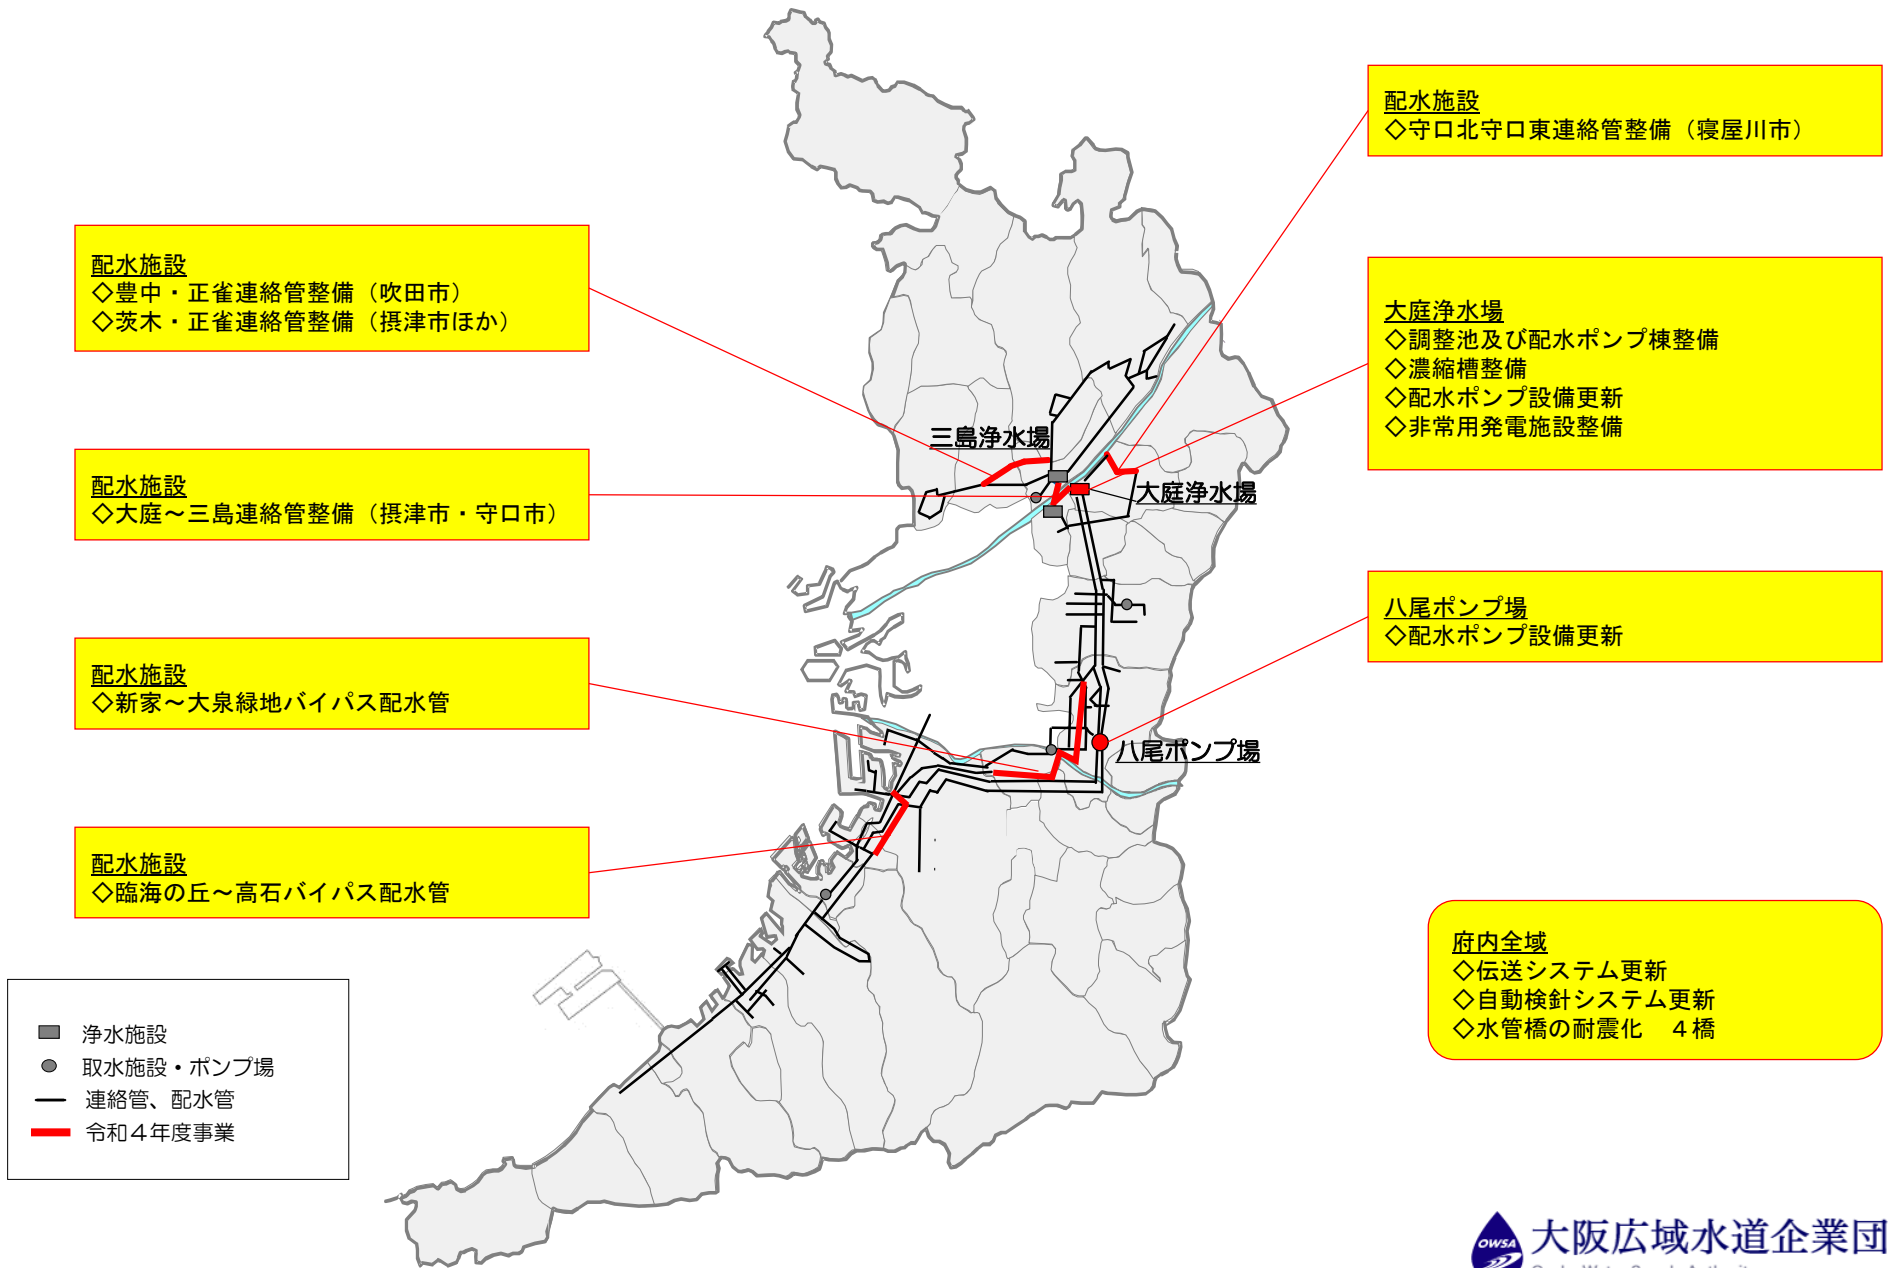 配水施設
◇守口北守口東連絡管整備（寝屋川市）
配水施設
◇豊中・正雀連絡管整備（吹田市）
◇茨木・正雀連絡管整備（摂津市ほか）
大庭浄水場
◇調整池及び配水ポンプ棟整備
◇濃縮槽整備
◇配水ポンプ設備更新
◇非常用発電施設整備
三島浄水場
大庭浄水場
配水施設
◇大庭～三島連絡管整備（摂津市・守口市）
八尾ポンプ場
◇配水ポンプ設備更新
配水施設
◇新家～大泉緑地バイパス配水管
八尾ポンプ場
配水施設
◇臨海の丘～高石バイパス配水管
府内全域
◇伝送システム更新
◇自動検針システム更新
◇水管橋の耐震化　４橋
浄水施設
取水施設・ポンプ場
連絡管、配水管
令和４年度事業
OWSA
大阪広域水道企業団